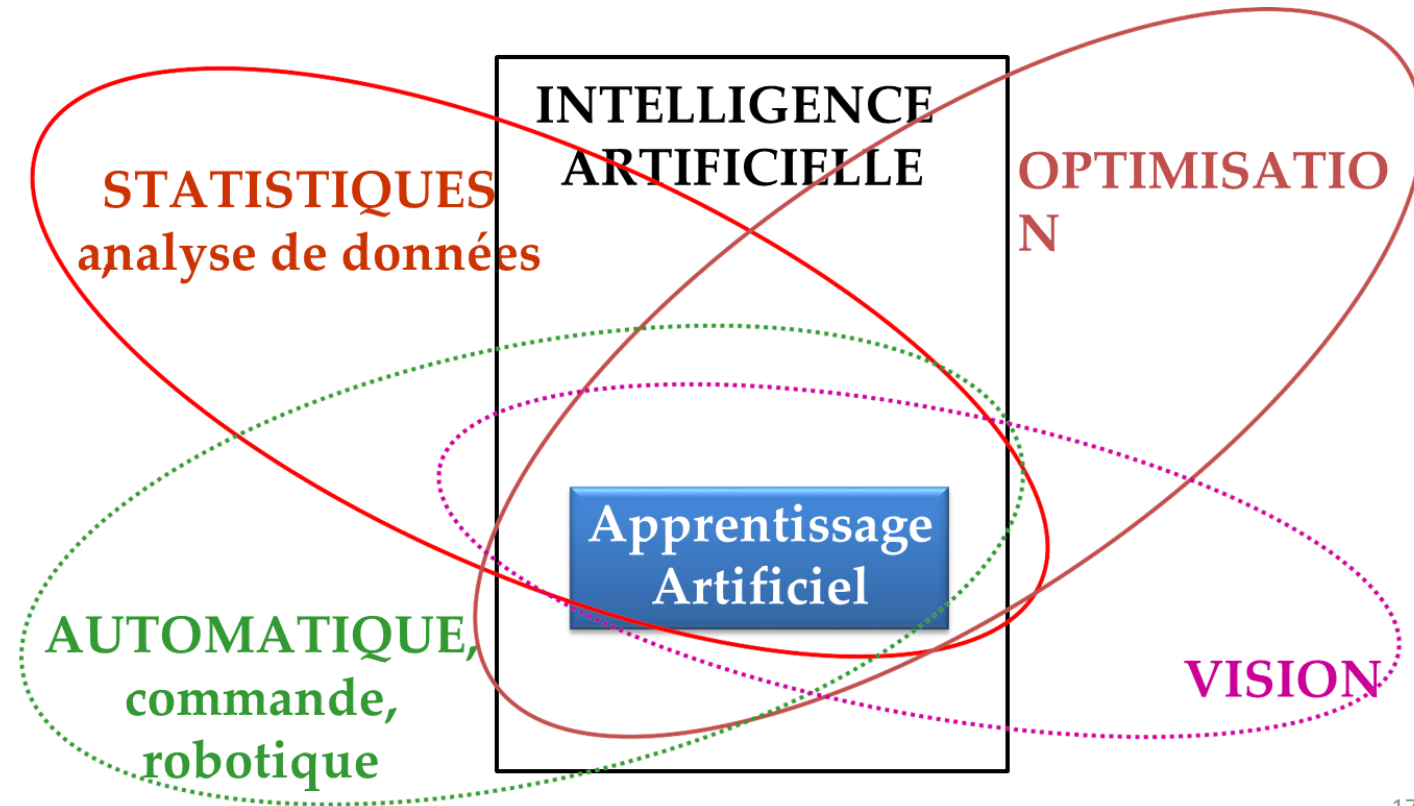 INTELLIGENCE
ARTIFICIELLE
STATISTIQUES,
analyse de données
OPTIMISATIO
N
Apprentissage
Artificiel
AUTOMATIQUE,
commande,
robotique
VISION